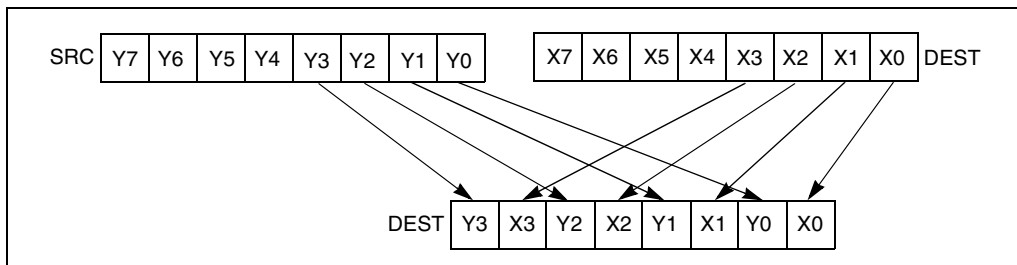 SRC Y7 Y6 Y5 Y4 Y3 Y2 Y1 Y0 X7 X6 X5 X4 X3 X2 X1 X0 DEST
DEST Y3 X3 Y2 X2 Y1 X1 Y0 X0